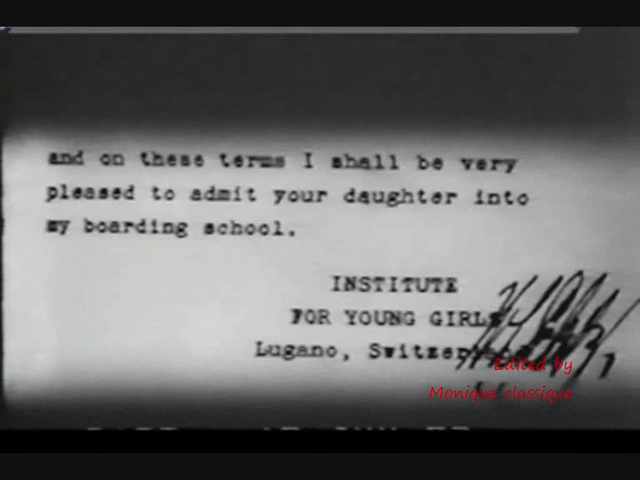 and on these terms I shall be very
pleased to admit your daughter into
my boarding school.
INSTITUTE
FOR YOUNG GIRLS
Lugano,
Edited by
Monique classique